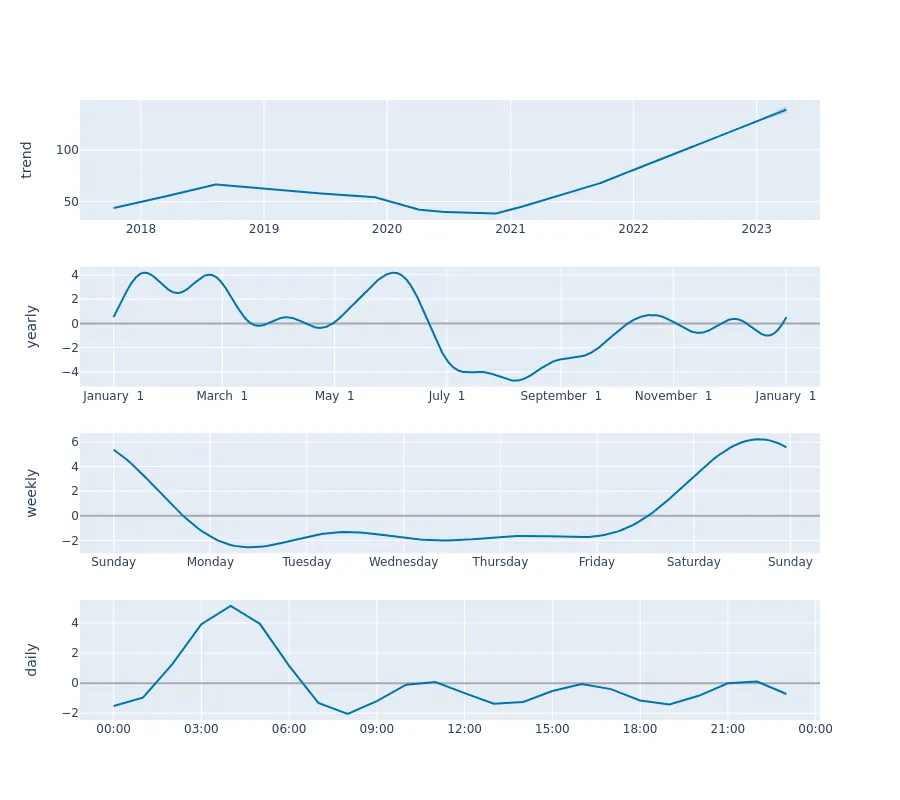 trend
100
50
2018 2019 2020 2021 2022 2023
yearly
4
2
0
−2
−4
January 1 March 1 May 1 July 1 September 1 November 1 January 1
weekly
6
4
2
0
−2
Sunday Monday Tuesday Wednesday Thursday Friday Saturday Sunday
daily
4
2
0
−2
00:00 03:00 06:00 09:00 12:00 15:00 18:00 21:00 00:00